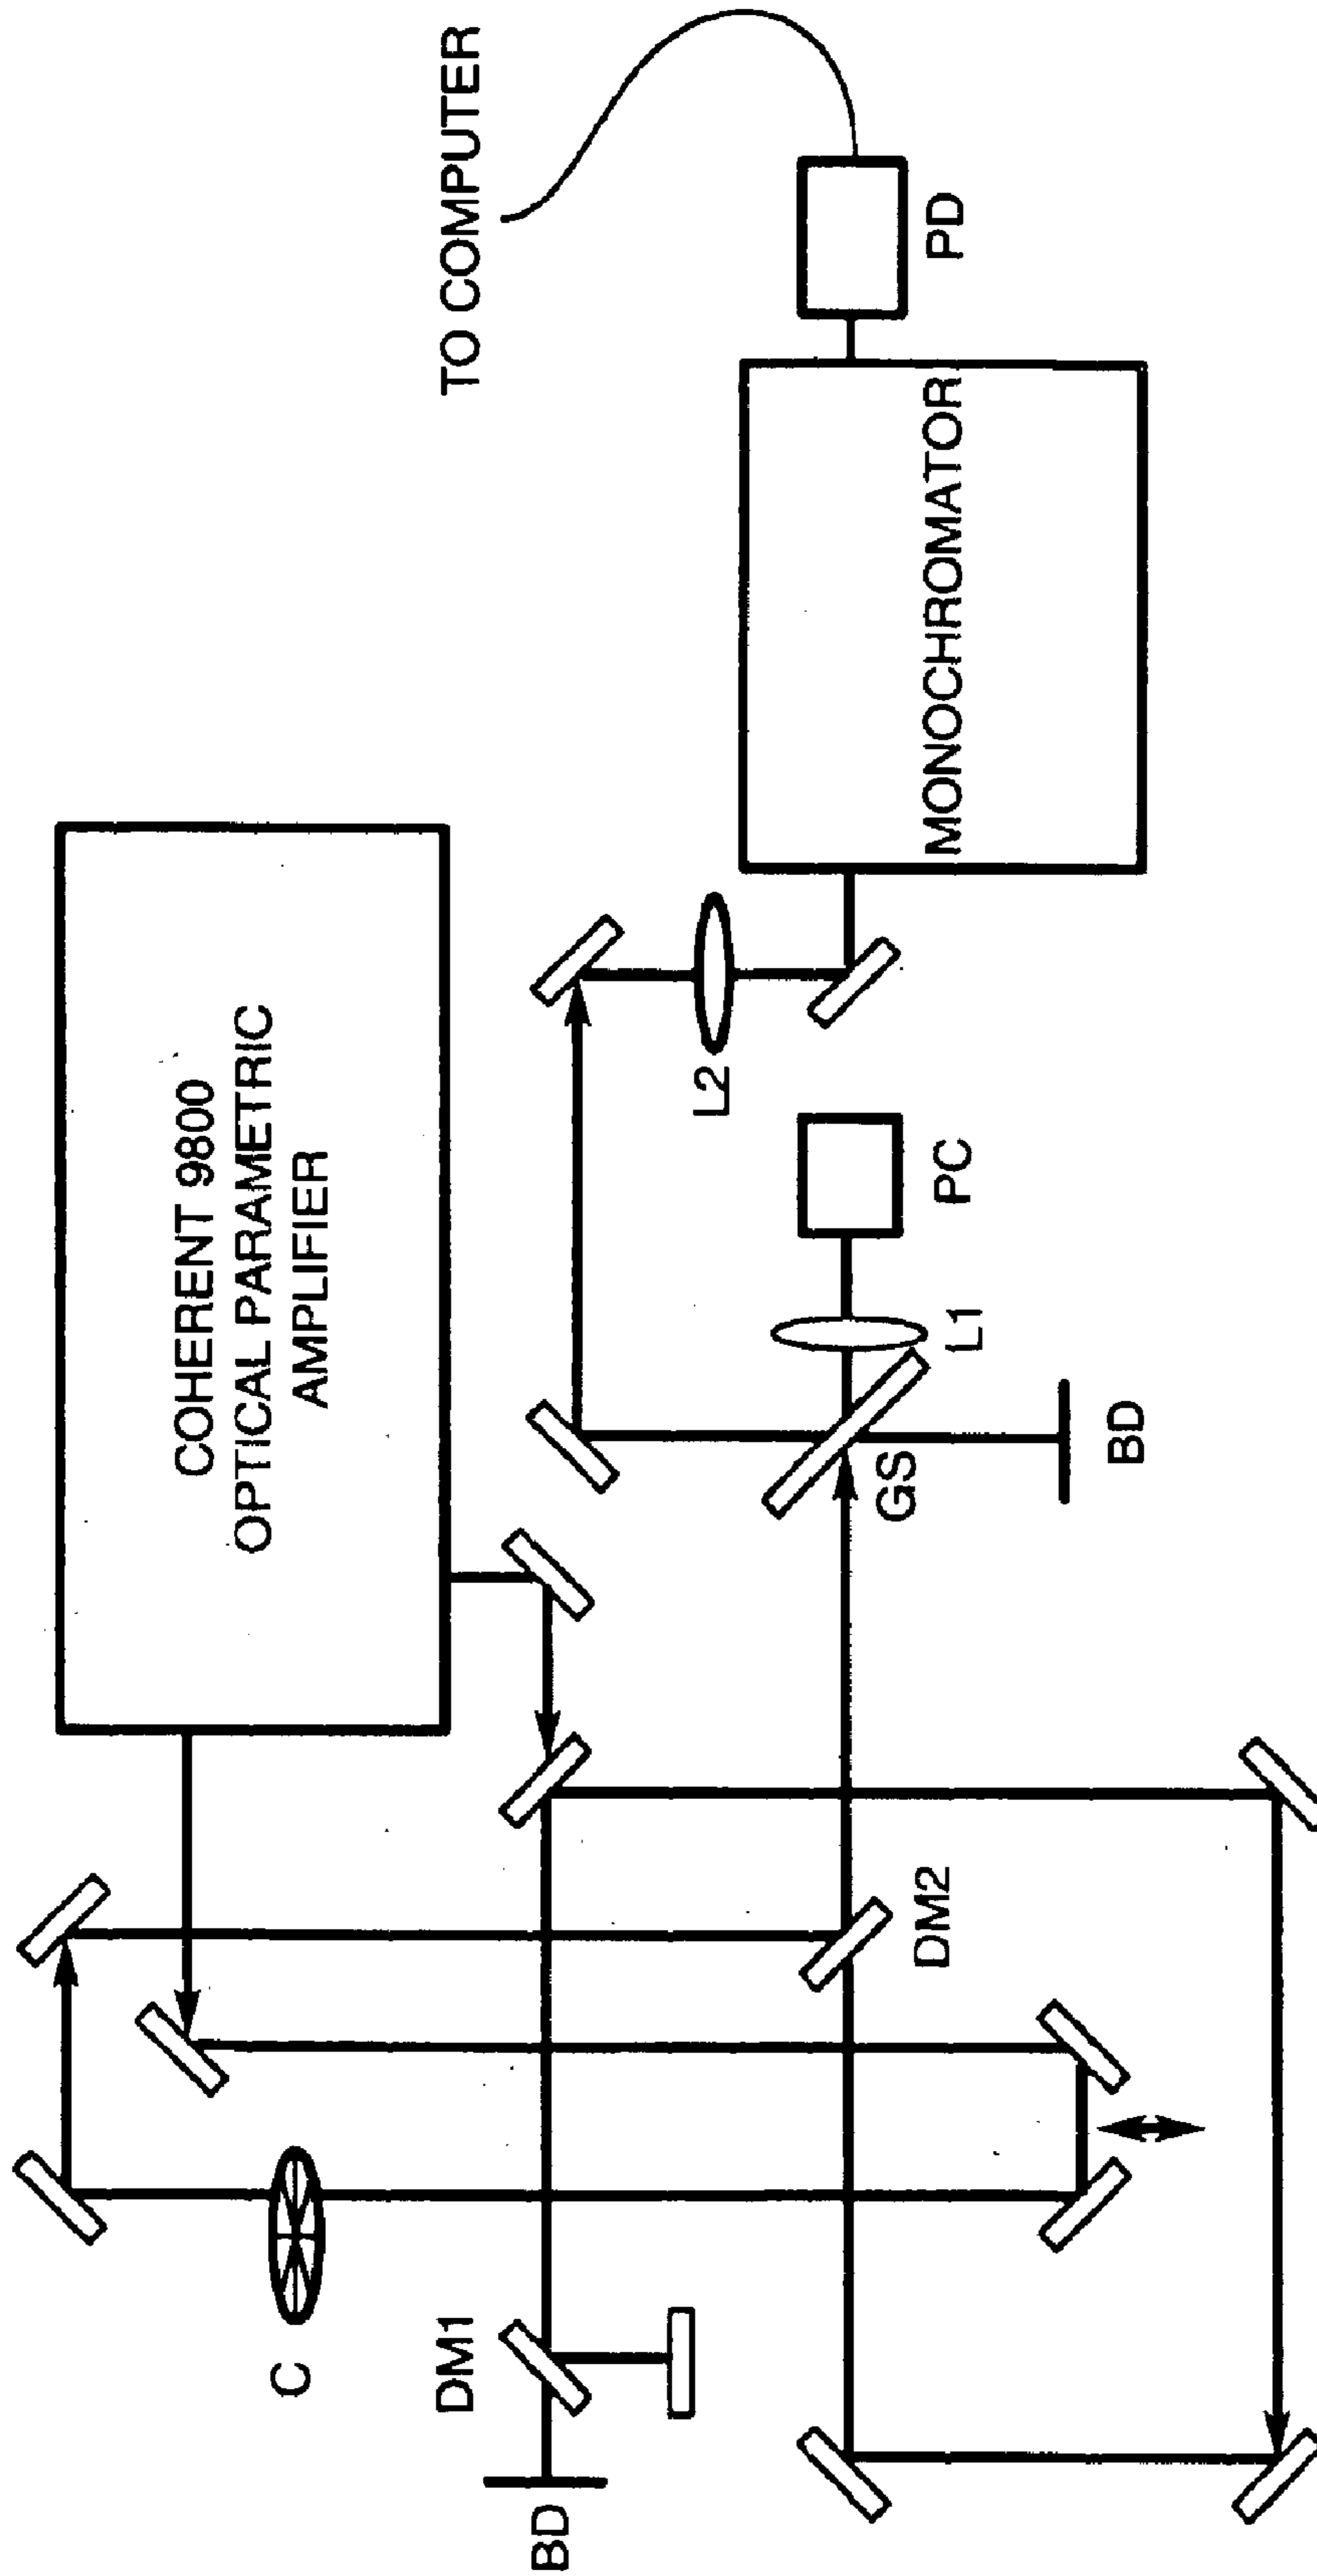 COHERENT 9800
OPTICAL PARAMETRIC
AMPLIFIER
TO COMPUTER
C
DM1
BD
DM2
L2
GS
L1
PC
BD
MONOCHROMATOR
PD